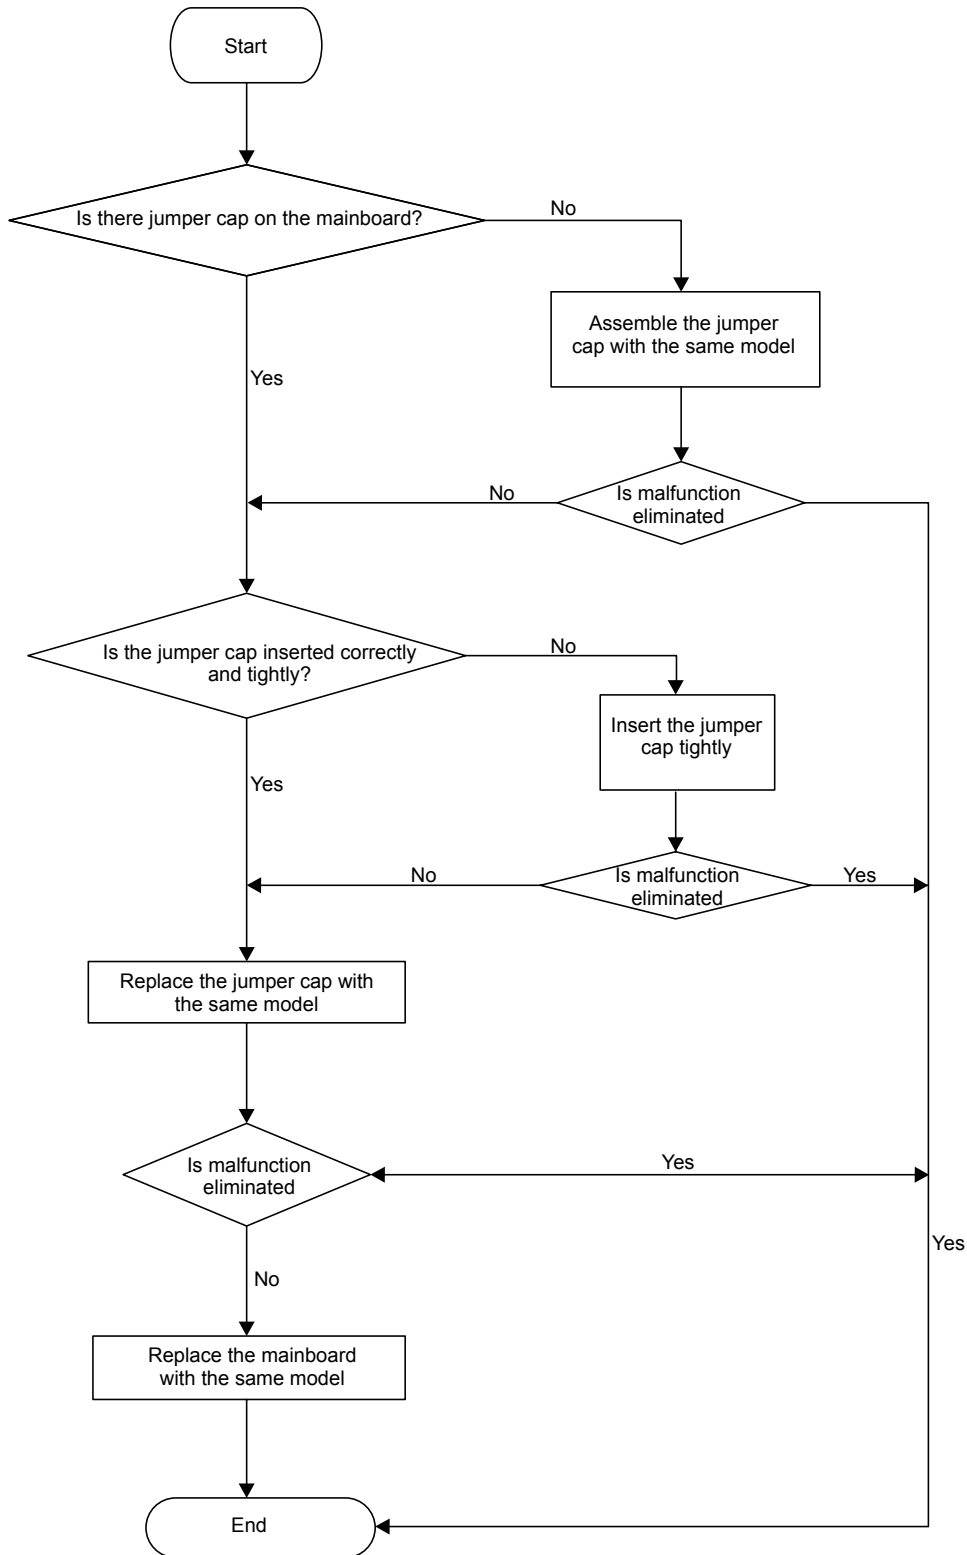 Start
Is there jumper cap on the mainboard?
No
Assemble the jumper
cap with the same model
Yes
No
Is malfunction
eliminated
Is the jumper cap inserted correctly
and tightly?
No
Insert the jumper
cap tightly
Yes
No
Is malfunction
eliminated
Yes
Replace the jumper cap with
the same model
Is malfunction
eliminated
Yes
Yes
No
Replace the mainboard
with the same model
End